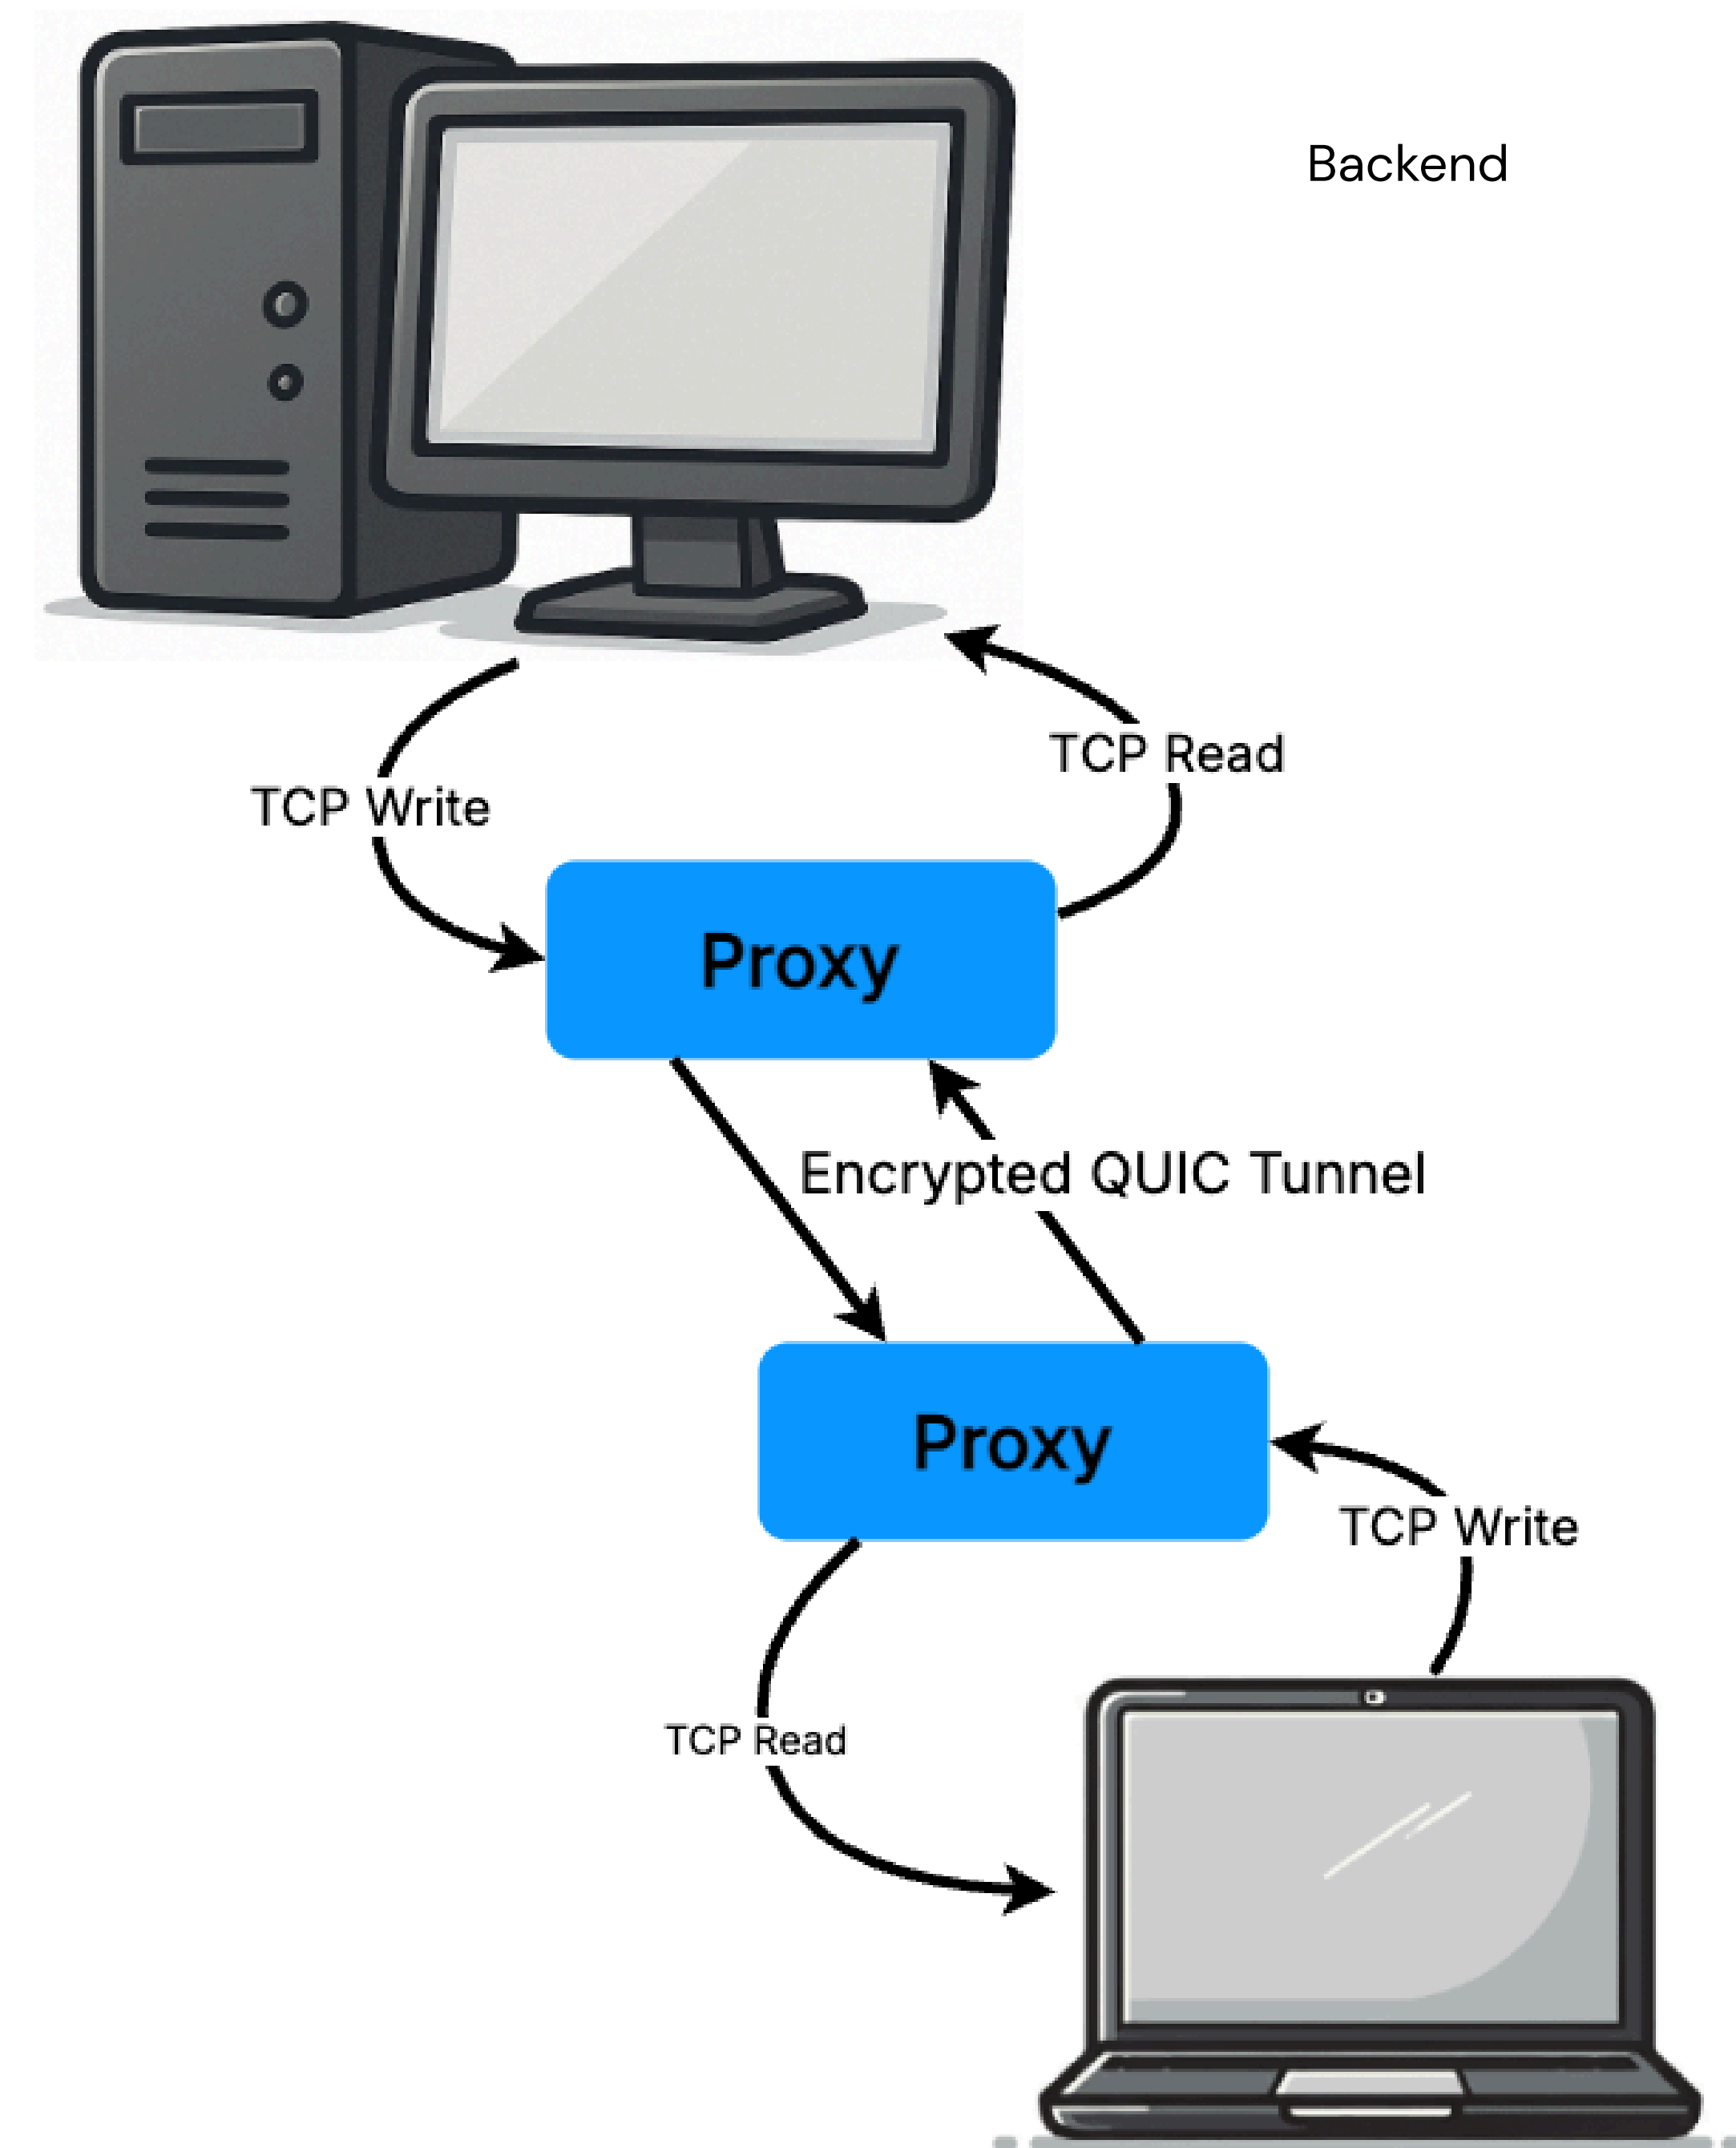 Backend
TCP Read
TCP Write
Proxy
Encrypted QUIC Tunnel
Proxy
TCP Write
TCP Read